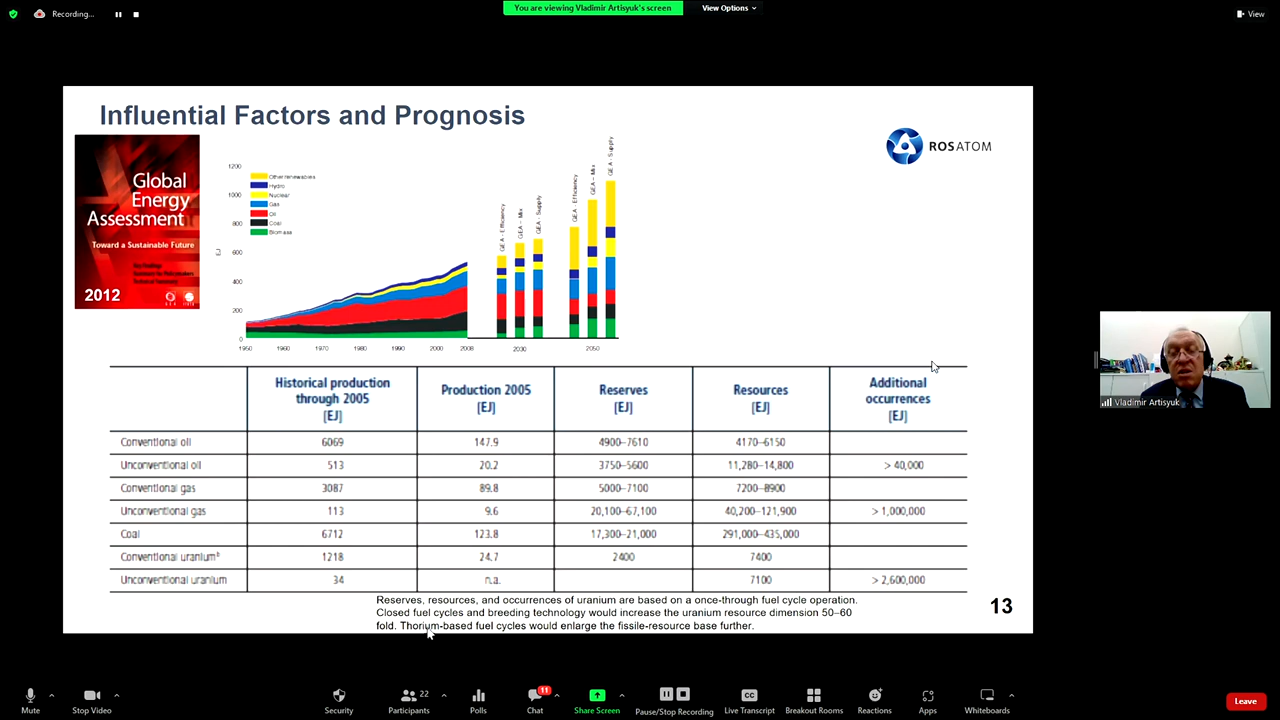 Recording...
You are viewing Vladimir Artisyuk's screen
View Options
View
Influential Factors and Prognosis
ROSATOM
Global
Energy
Assessment
Toward a Sustainable Future
2012
1200
1000
800
600
400
200
0
EJ
Other renewables
Hydro
Nuclear
Gas
Oil
Coal
Biomass
GEA - Efficiency
GEA - Mix
GEA - Supply
GEA - Efficiency
GEA - Mix
GEA - Supply
1950 1960 1970 1980 1990 2000 2008 2030 2050
Historical production through 2005 [EJ] Production 2005 [EJ] Reserves [EJ] Resources [EJ] Additional occurrences [EJ]
Conventional oil 6069 147.9 4900–7610 4170–6150
Unconventional oil 513 20.2 3750–5600 11,280–14,800 > 40,000
Conventional gas 3087 89.8 5000–7100 7200–8900
Unconventional gas 113 9.6 20,100–67,100 40,200–121,900 > 1,000,000
Coal 6712 123.8 17,300–21,000 291,000–435,000
Conventional uranium^b 1218 24.7 2400 7400
Unconventional uranium 34 n.a. 7100 > 2,600,000
Reserves, resources, and occurrences of uranium are based on a once-through fuel cycle operation.
Closed fuel cycles and breeding technology would increase the uranium resource dimension 50–60
fold. Thorium-based fuel cycles would enlarge the fissile-resource base further.
13
Vladimir Artisyuk
22
11
CC
Mute Stop Video Security Participants Polls Chat Share Screen Pause/Stop Recording Live Transcript Breakout Rooms Reactions Apps Whiteboards Leave